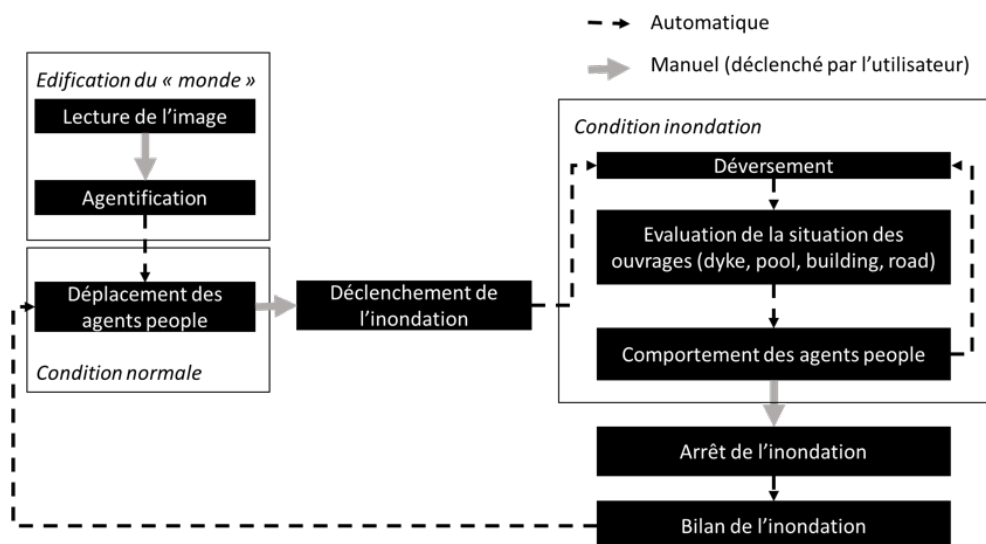 Automatique
Manuel (déclenché par l'utilisateur)
Edification du « monde »
Lecture de l'image
Agentification
Déplacement des
agents people
Condition normale
Déclenchement de
l'inondation
Condition inondation
Déversement
Evaluation de la situation des
ouvrages (dyke, pool, building, road)
Comportement des agents people
Arrêt de l'inondation
Bilan de l'inondation